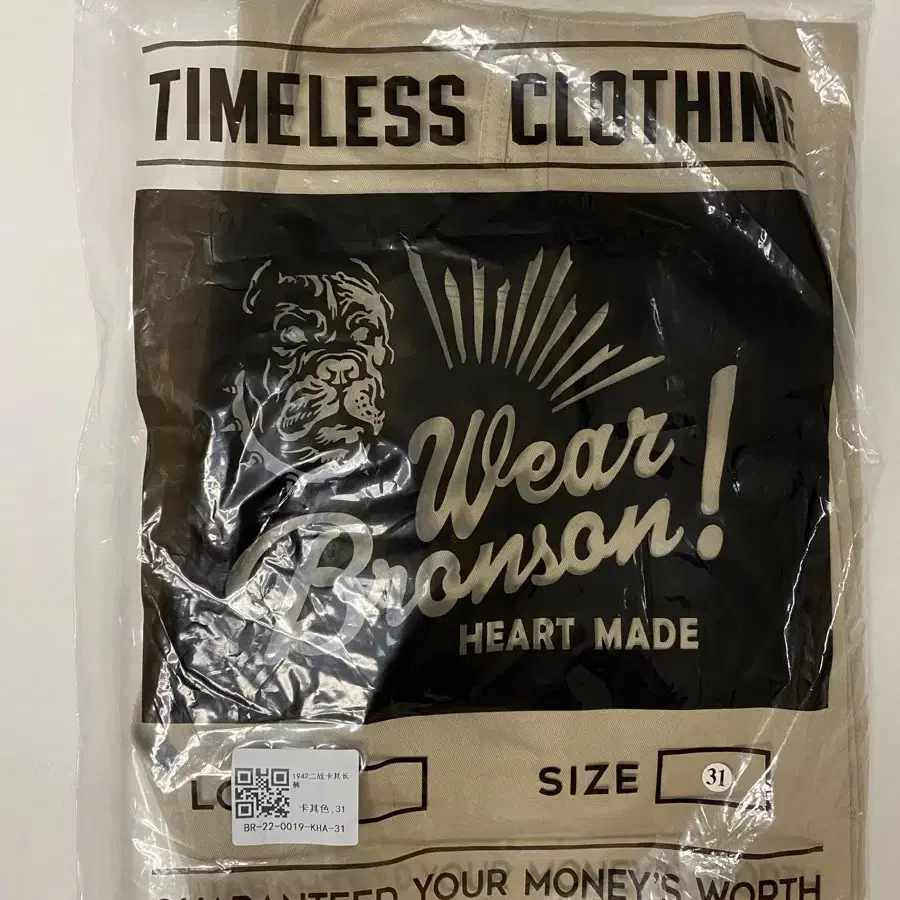 TIMELESS CLOTHING
Wear
Bronson!
HEART MADE
SIZE 31
1942二战卡其长
裤
卡其色,31
BR-22-0019-KHA-31
GUARANTEED YOUR MONEY'S WORTH